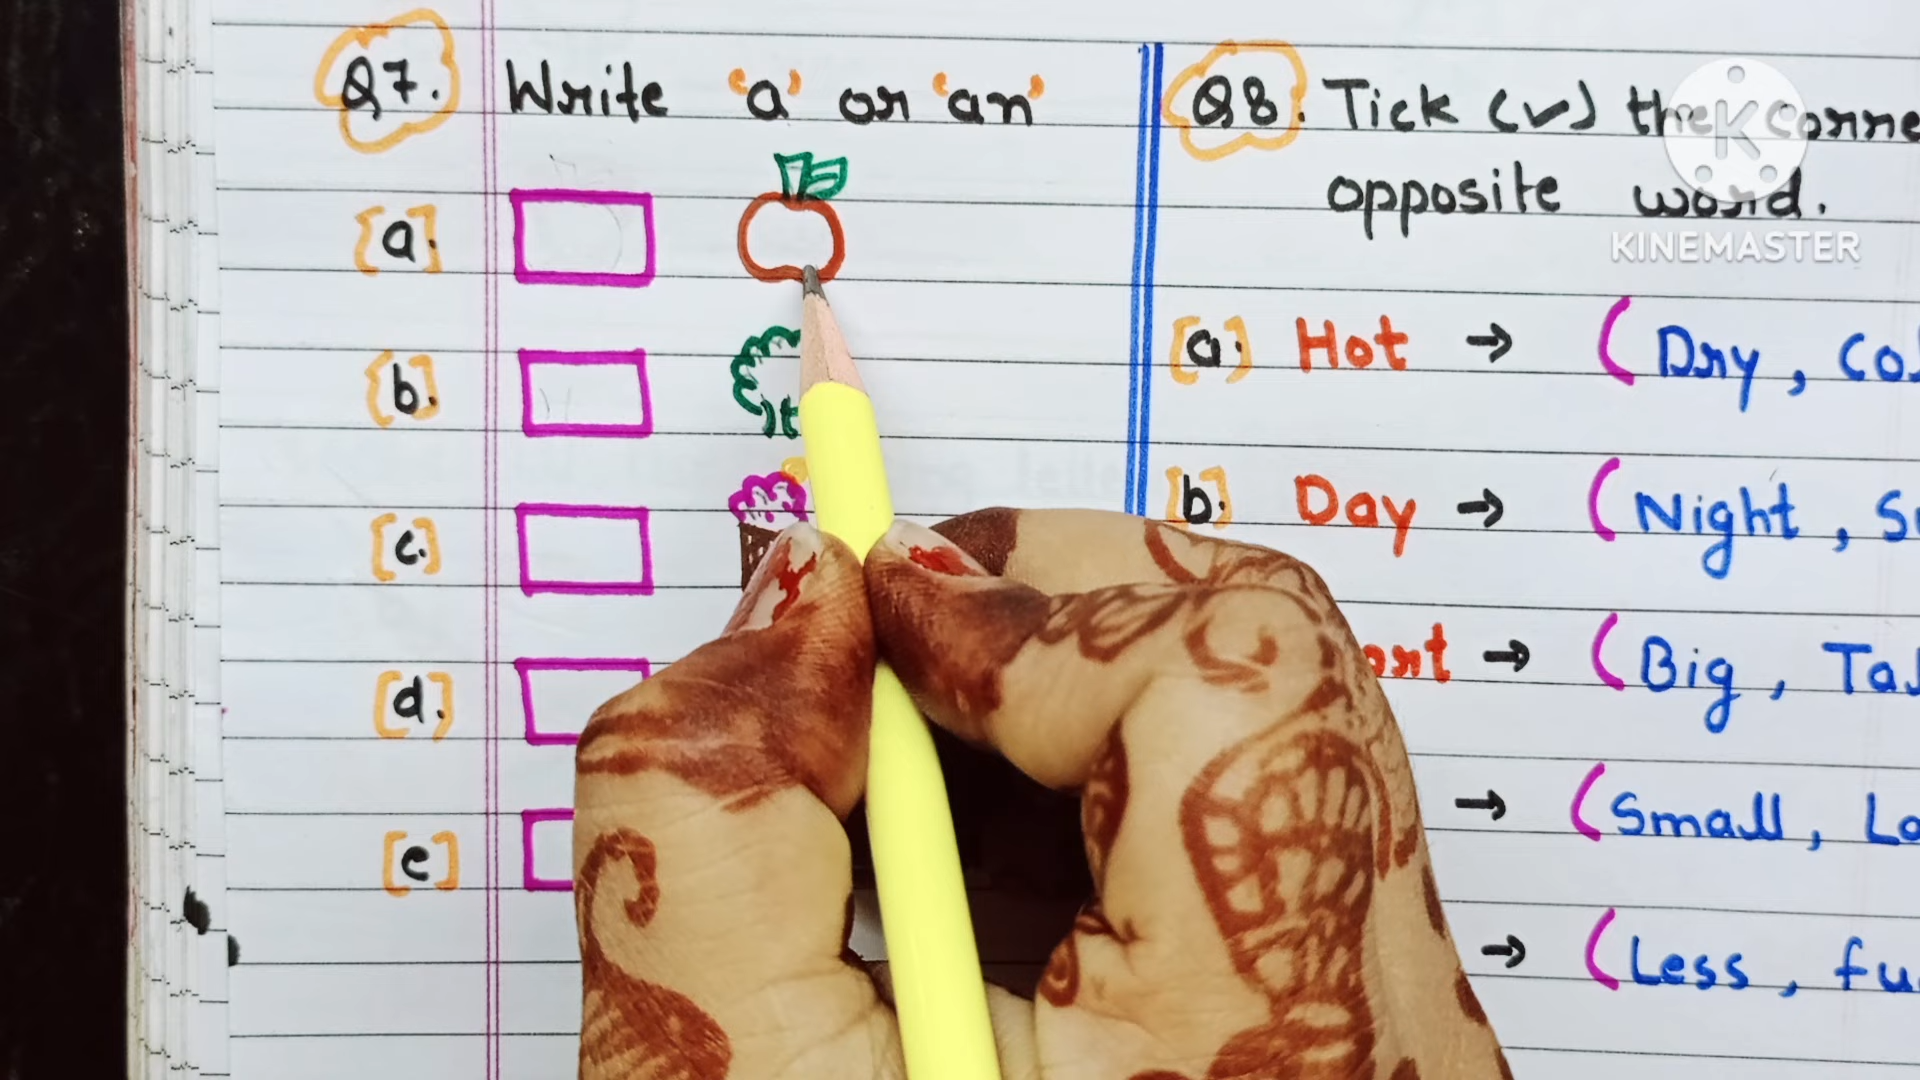 Q7. Write 'a' or 'an'
[a].
[b].
[c].
[d].
[e]
Q8. Tick (✓) the
opposite word.
[a]. Hot → (Dry,
[b]. Day → (Night,
→ (Big,
→ (Small,
→ (Less,
KINEMASTER